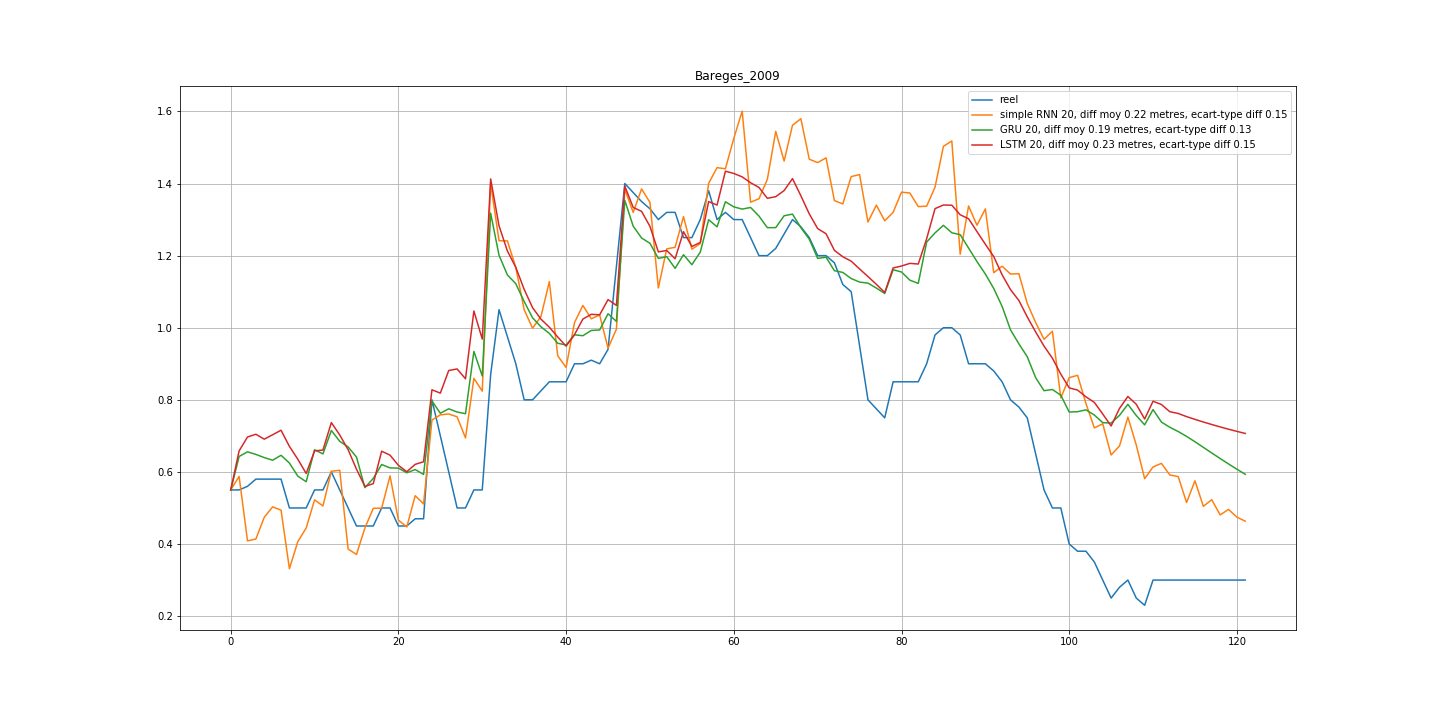 Bareges_2009
reel
simple RNN 20, diff moy 0.22 metres, ecart-type diff 0.15
GRU 20, diff moy 0.19 metres, ecart-type diff 0.13
LSTM 20, diff moy 0.23 metres, ecart-type diff 0.15
1.6
1.4
1.2
1.0
0.8
0.6
0.4
0.2
0 20 40 60 80 100 120